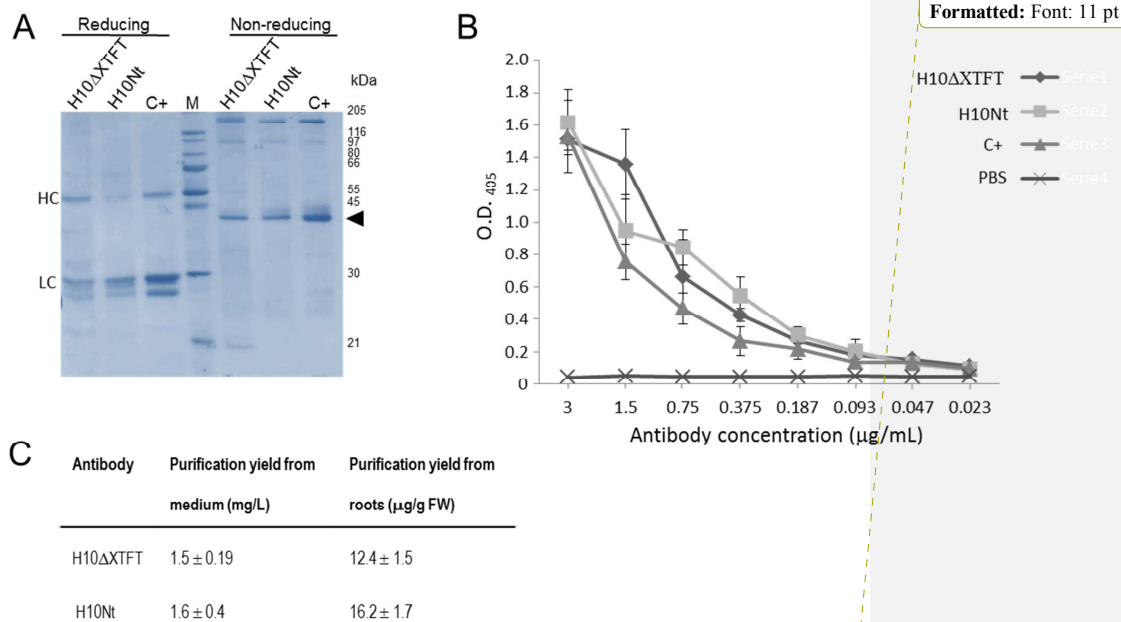 Formatted: Font: 11 pt
A
Reducing
Non-reducing
H10ΔXTFT
H10Nt
C+
M
H10ΔXTFT
H10Nt
C+
kDa
205
116
97
80
66
55
45
30
21
HC
LC
B
2.0
1.8
1.6
1.4
1.2
1.0
0.8
0.6
0.4
0.2
0
O.D. 405
3 1.5 0.75 0.375 0.187 0.093 0.047 0.023
Antibody concentration (µg/mL)
H10ΔXTFT Serie1
H10Nt Serie2
C+ Serie3
PBS Serie4
C
Antibody Purification yield from Purification yield from
medium (mg/L) roots (µg/g FW)
H10ΔXTFT 1.5 ± 0.19 12.4 ± 1.5
H10Nt 1.6 ± 0.4 16.2 ± 1.7